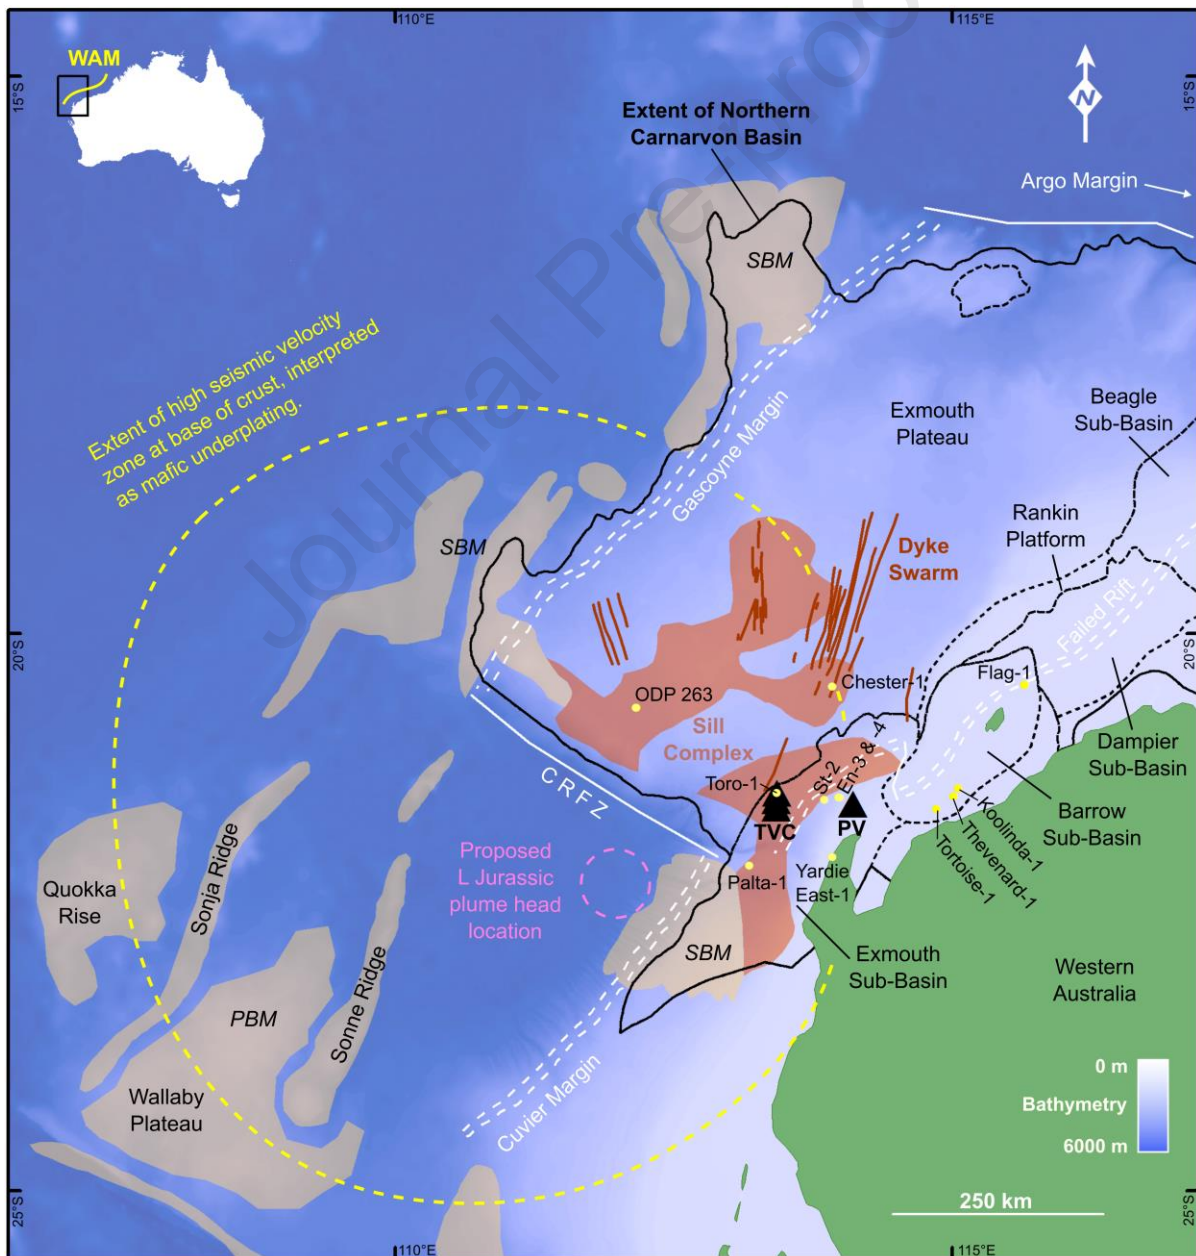 110°E
115°E
WAM
15°S
15°S
N
Extent of Northern
Carnarvon Basin
Argo Margin
SBM
Journal Pre-proo
Extent of high seismic velocity
zone at base of crust, interpreted
as mafic underplating.
Gascoyne Margin
Exmouth
Plateau
Beagle
Sub-Basin
Rankin
Platform
SBM
Dyke
Swarm
Failed Rift
20°S
20°S
ODP 263
Chester-1
Flag-1
Sill
Complex
CRFZ
Toro-1
St-2
En-3 & -4
TVC
PV
Dampier
Sub-Basin
Barrow
Sub-Basin
Koolinda-1
Thevenard-1
Tortoise-1
Proposed
L Jurassic
plume head
location
Palta-1
Yardie
East-1
Quokka
Rise
Sonja Ridge
SBM
Exmouth
Sub-Basin
Western
Australia
PBM
Sonne Ridge
Wallaby
Plateau
Cuvier Margin
0 m
Bathymetry
6000 m
250 km
25°S
25°S
110°E
115°E